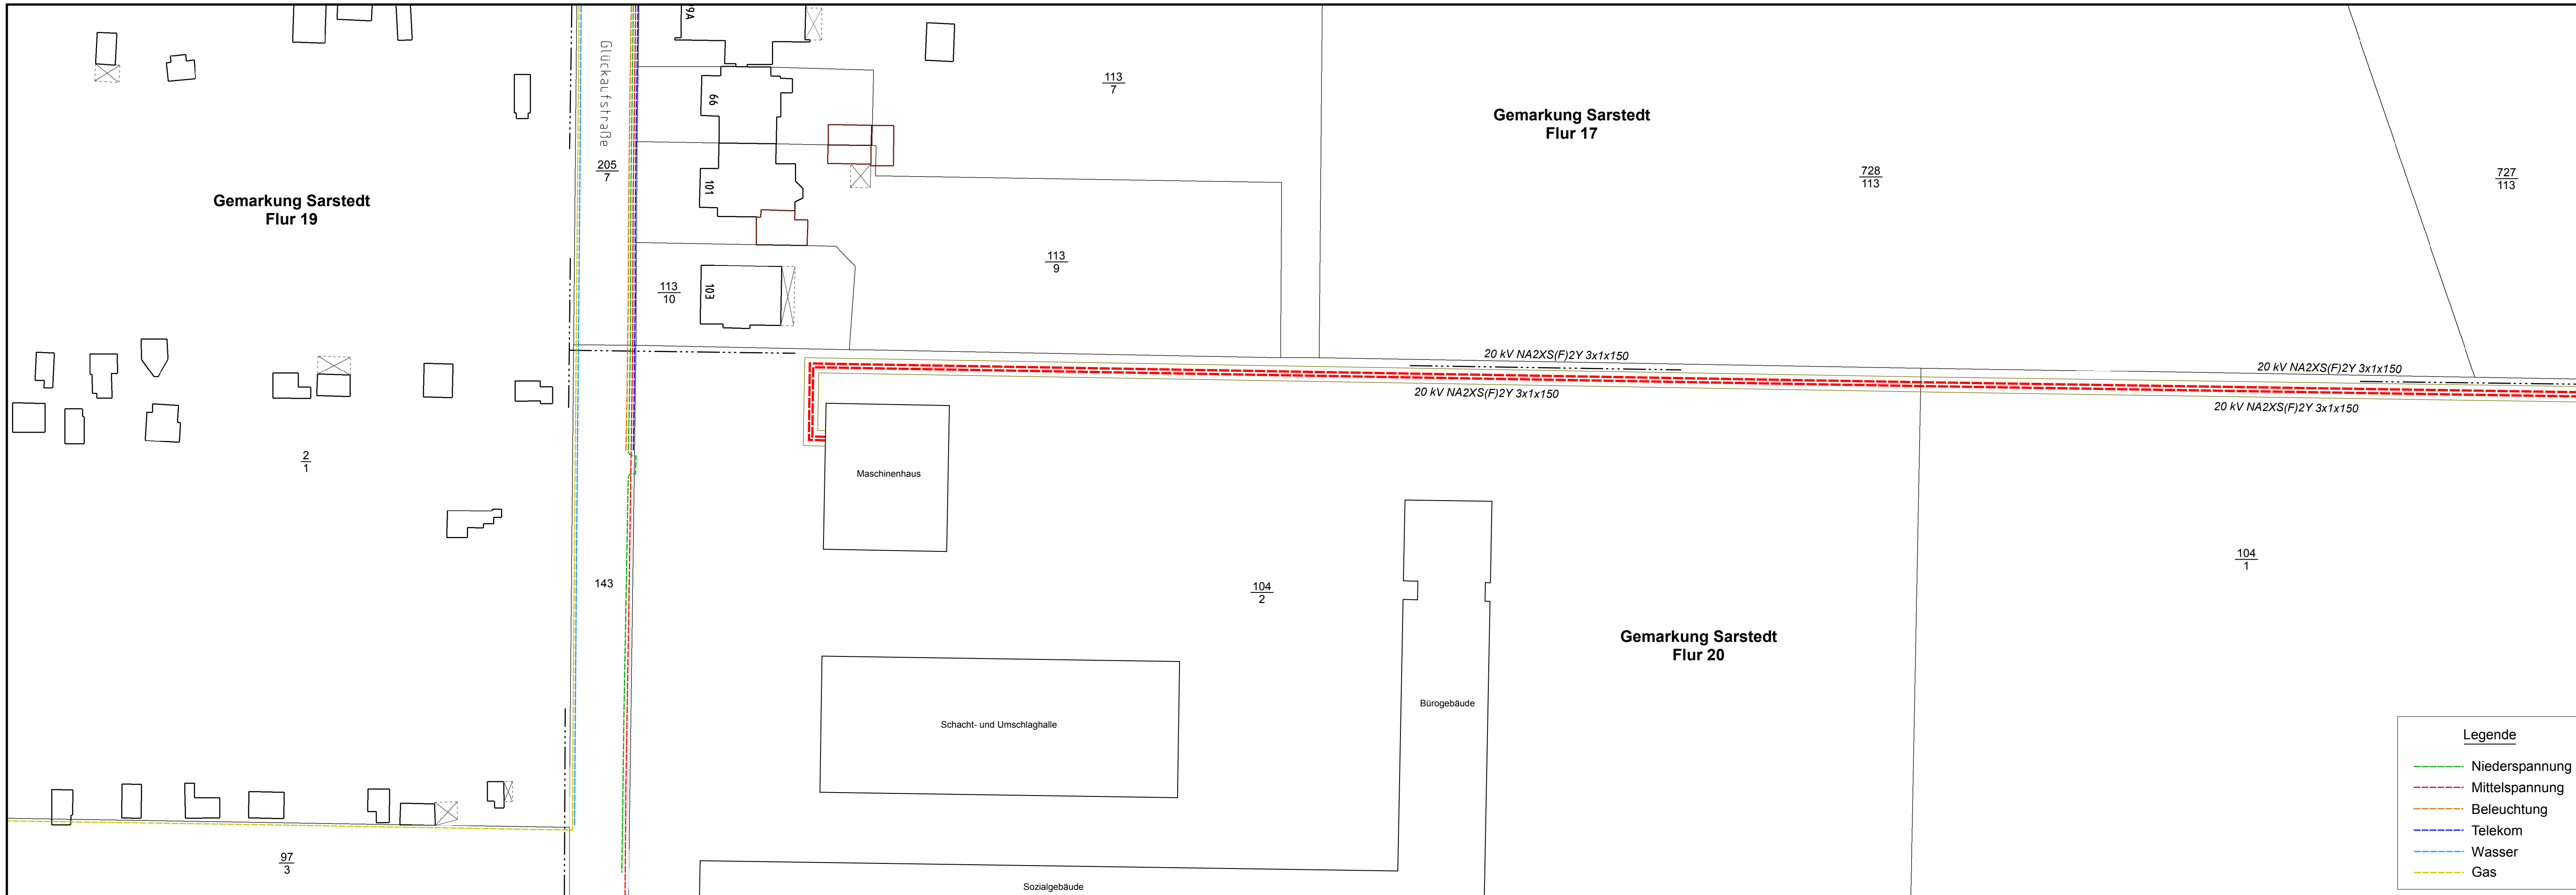 Glückaufstraße
99A
66
101
103
205
7
113
7
113
9
113
10
728
113
727
113
Gemarkung Sarstedt
Flur 17
Gemarkung Sarstedt
Flur 19
20 kV NA2XS(F)2Y 3x1x150
20 kV NA2XS(F)2Y 3x1x150
20 kV NA2XS(F)2Y 3x1x150
20 kV NA2XS(F)2Y 3x1x150
2
1
Maschinenhaus
143
104
2
104
1
Gemarkung Sarstedt
Flur 20
Bürogebäude
Schacht- und Umschlaghalle
97
3
Sozialgebäude
Legende
Niederspannung
Mittelspannung
Beleuchtung
Telekom
Wasser
Gas